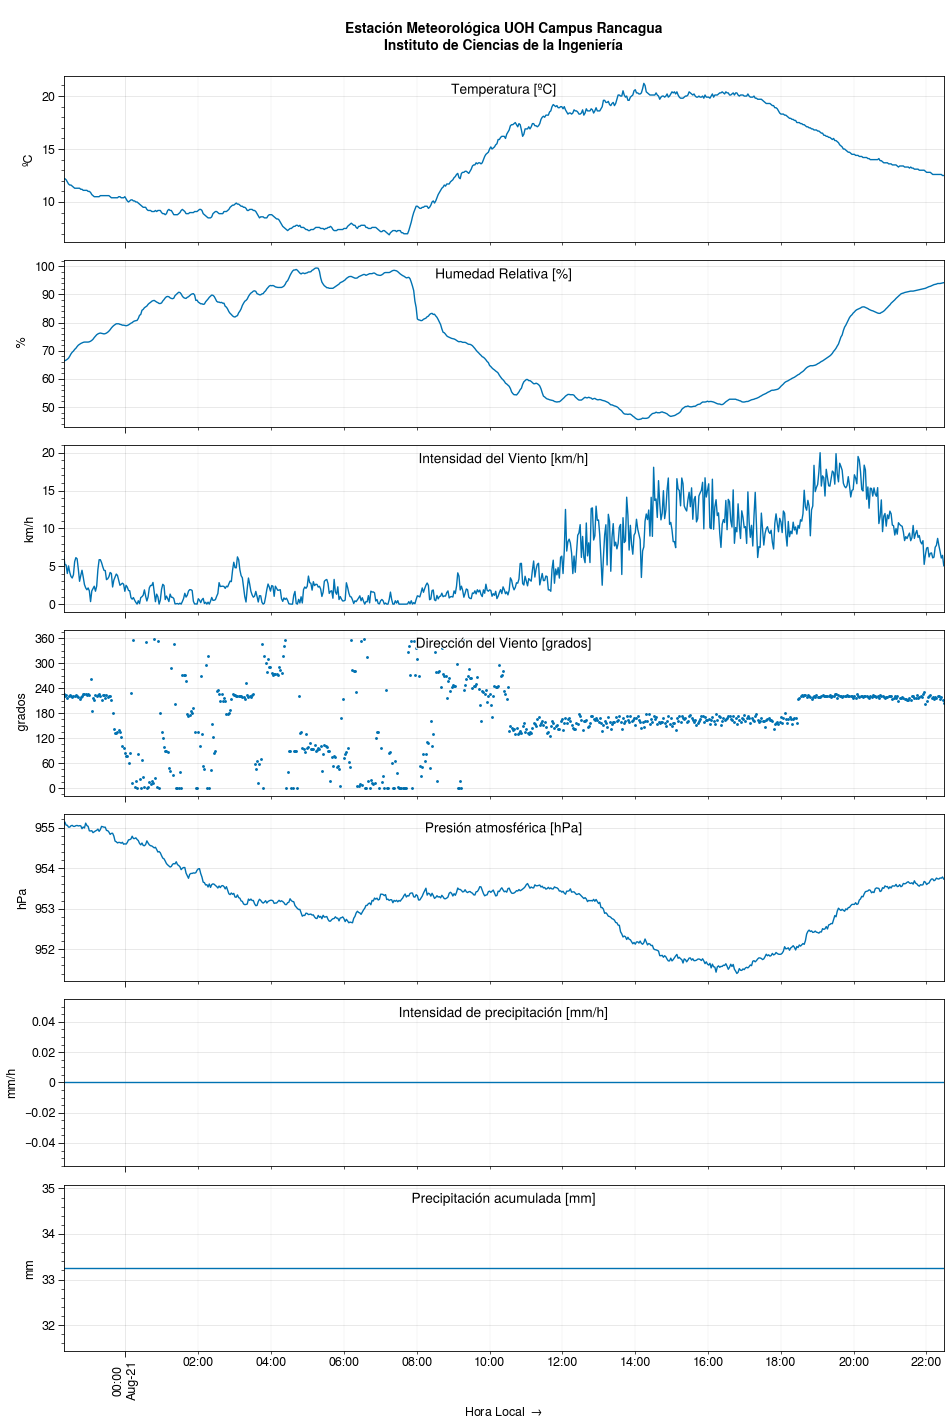 Estación Meteorológica UOH Campus Rancagua
Instituto de Ciencias de la Ingeniería
Temperatura [ºC]
20
15
10
ºC
Humedad Relativa [%]
100
90
80
70
60
50
%
Intensidad del Viento [km/h]
20
15
10
5
0
km/h
Dirección del Viento [grados]
360
300
240
180
120
60
0
grados
Presión atmosférica [hPa]
955
954
953
952
hPa
Intensidad de precipitación [mm/h]
0.04
0.02
0
−0.02
−0.04
mm/h
Precipitación acumulada [mm]
35
34
33
32
mm
00:00
Aug-21
02:00
04:00
06:00
08:00
10:00
12:00
14:00
16:00
18:00
20:00
22:00
Hora Local →